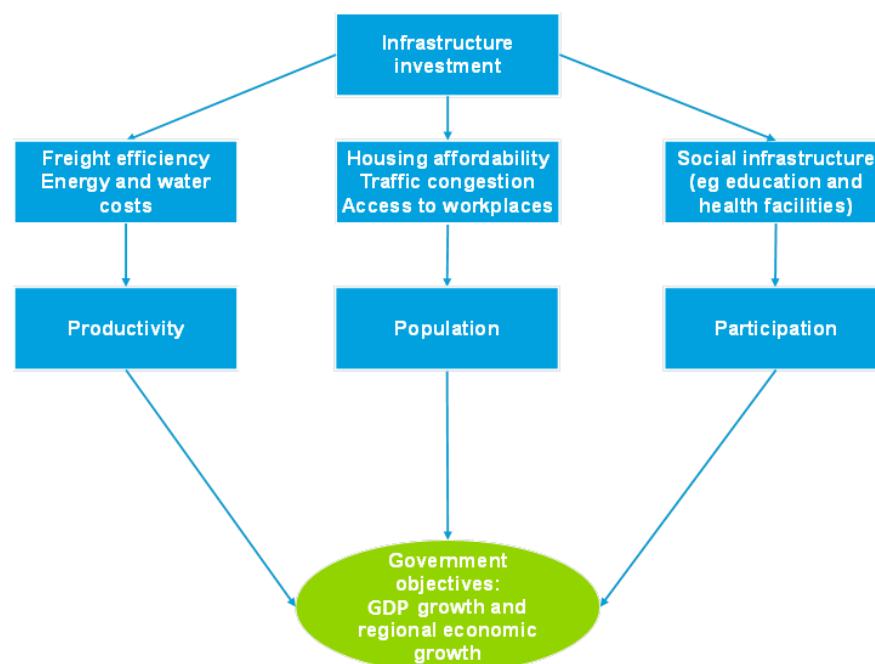 Infrastructure
investment
Freight efficiency
Energy and water
costs
Housing affordability
Traffic congestion
Access to workplaces
Social infrastructure
(eg education and
health facilities)
Productivity
Population
Participation
Government
objectives:
GDP growth and
regional economic
growth